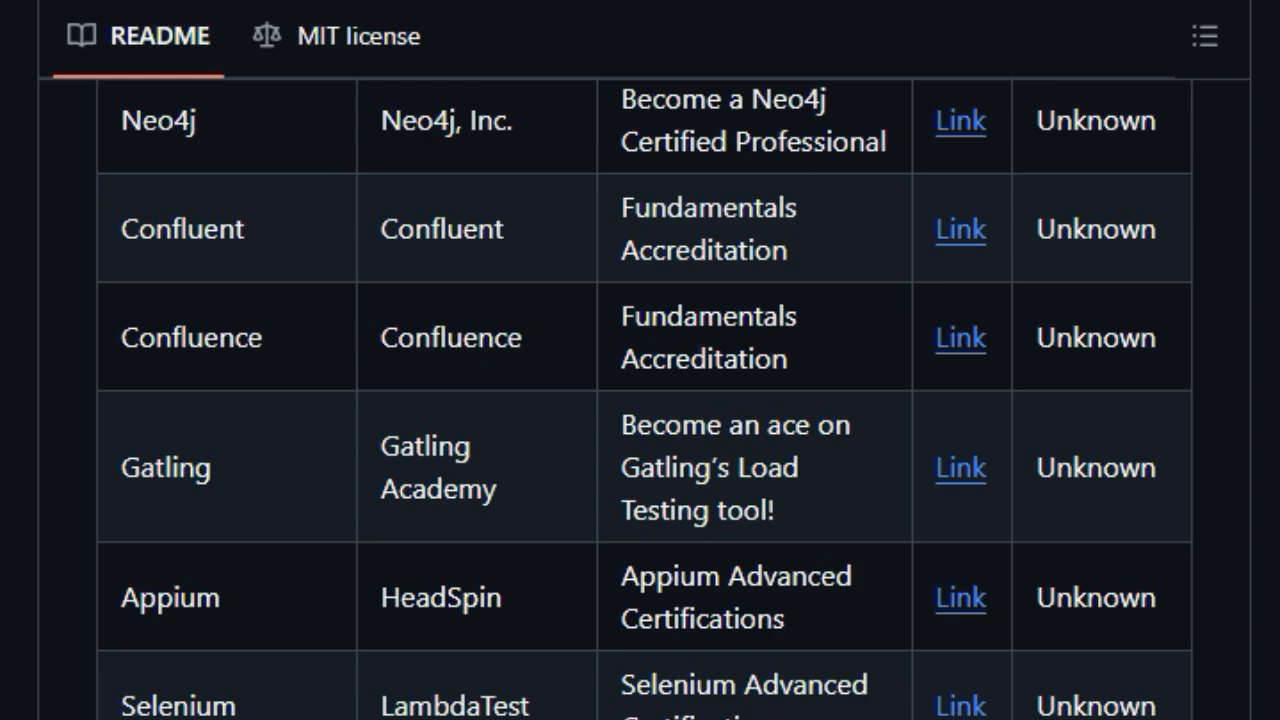 README
MIT license
Neo4j
Neo4j, Inc.
Become a Neo4j
Certified Professional
Link
Unknown
Confluent
Confluent
Fundamentals
Accreditation
Link
Unknown
Confluence
Confluence
Fundamentals
Accreditation
Link
Unknown
Gatling
Gatling
Academy
Become an ace on
Gatling’s Load
Testing tool!
Link
Unknown
Appium
HeadSpin
Appium Advanced
Certifications
Link
Unknown
Selenium
LambdaTest
Selenium Advanced
Link
Unknown